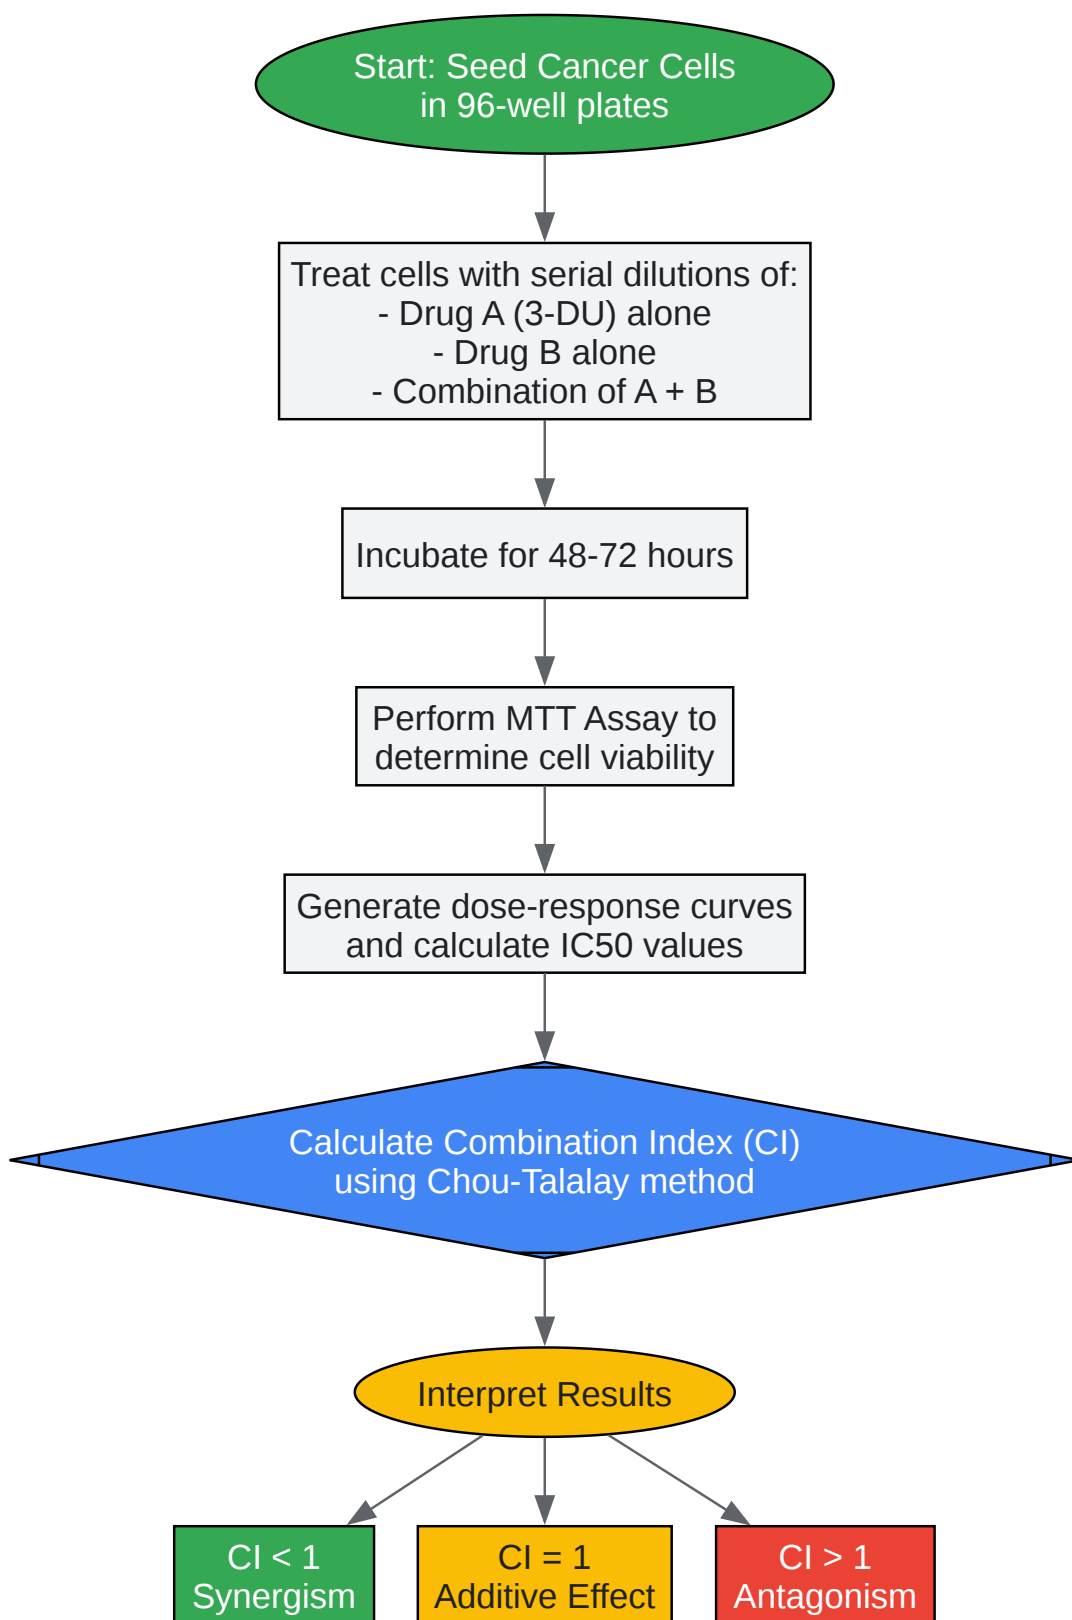 Start: Seed Cancer Cells
in 96-well plates
Treat cells with serial dilutions of:
- Drug A (3-DU) alone
- Drug B alone
- Combination of A + B
Incubate for 48-72 hours
Perform MTT Assay to
determine cell viability
Generate dose-response curves
and calculate IC50 values
Calculate Combination Index (CI)
using Chou-Talalay method
Interpret Results
CI < 1
Synergism
CI = 1
Additive Effect
CI > 1
Antagonism